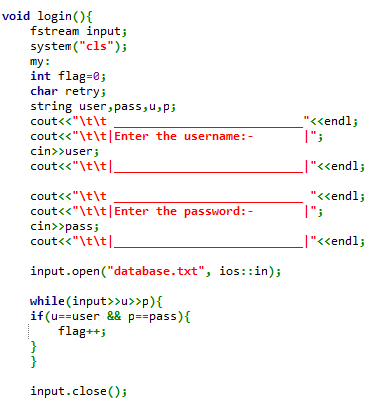 void login(){
fstream input;
system("cls");
my:
int flag=0;
char retry;
string user,pass,u,p;
cout<<"\t\t ___________________________"<<endl;
cout<<"\t\t|Enter the username:-       |";
cin>>user;
cout<<"\t\t|___________________________|"<<endl;
cout<<"\t\t ___________________________ "<<endl;
cout<<"\t\t|Enter the password:-       |";
cin>>pass;
cout<<"\t\t|___________________________|"<<endl;
input.open("database.txt", ios::in);
while(input>>u>>p){
if(u==user && p==pass){
flag++;
}
}
input.close();